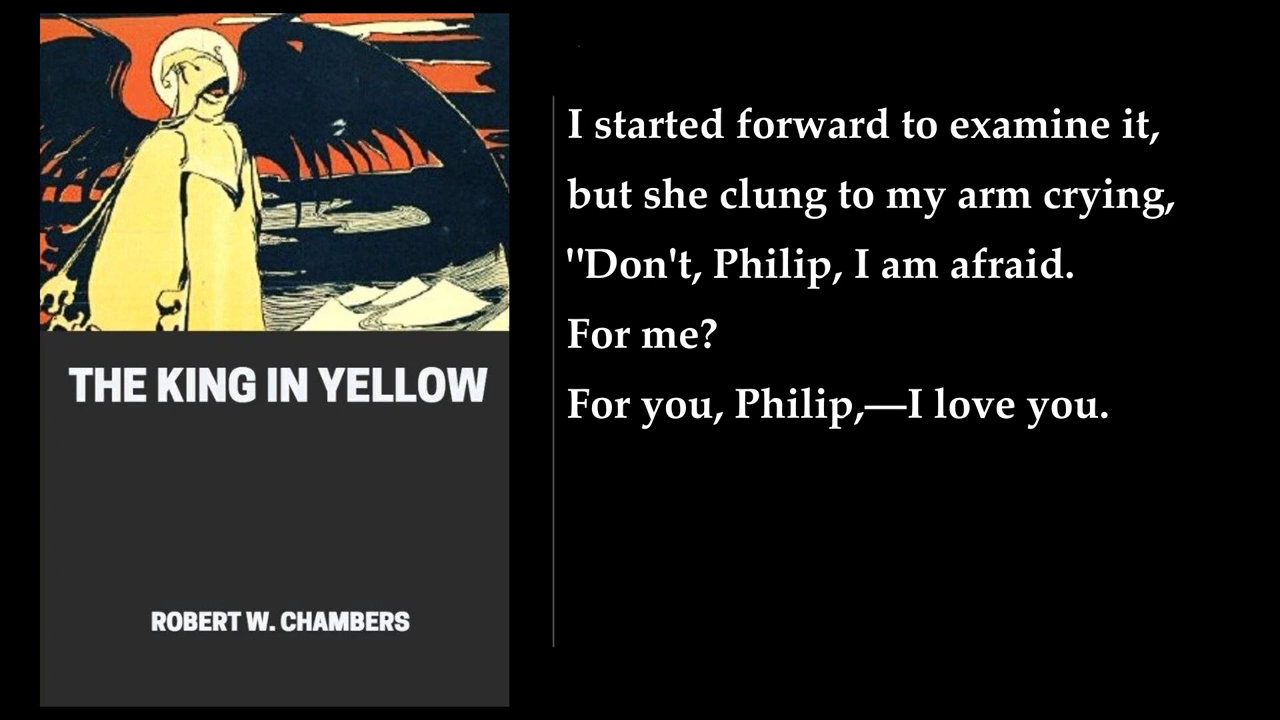 THE KING IN YELLOW
ROBERT W. CHAMBERS
I started forward to examine it,
but she clung to my arm crying,
"Don't, Philip, I am afraid.
For me?
For you, Philip,—I love you.